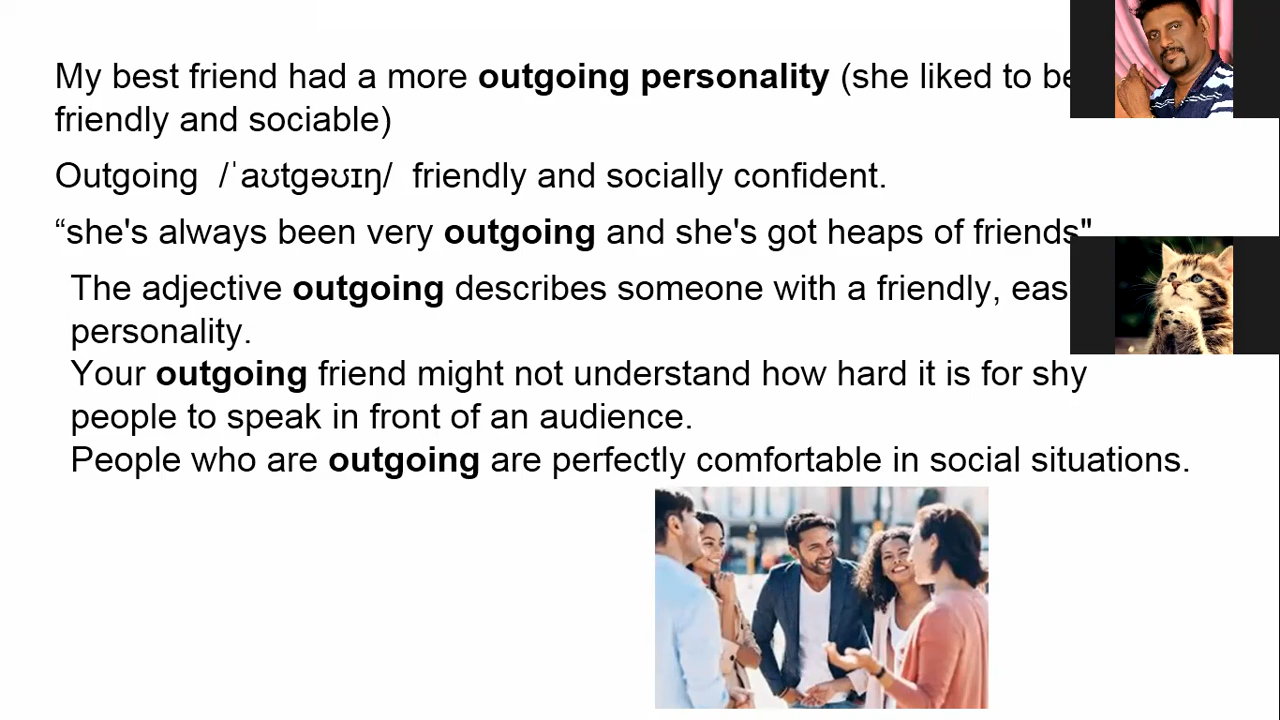 My best friend had a more outgoing personality (she liked to be
friendly and sociable)
Outgoing /ˈaʊtgəʊɪŋ/ friendly and socially confident.
“she's always been very outgoing and she's got heaps of friends"
The adjective outgoing describes someone with a friendly, eas
personality.
Your outgoing friend might not understand how hard it is for shy
people to speak in front of an audience.
People who are outgoing are perfectly comfortable in social situations.